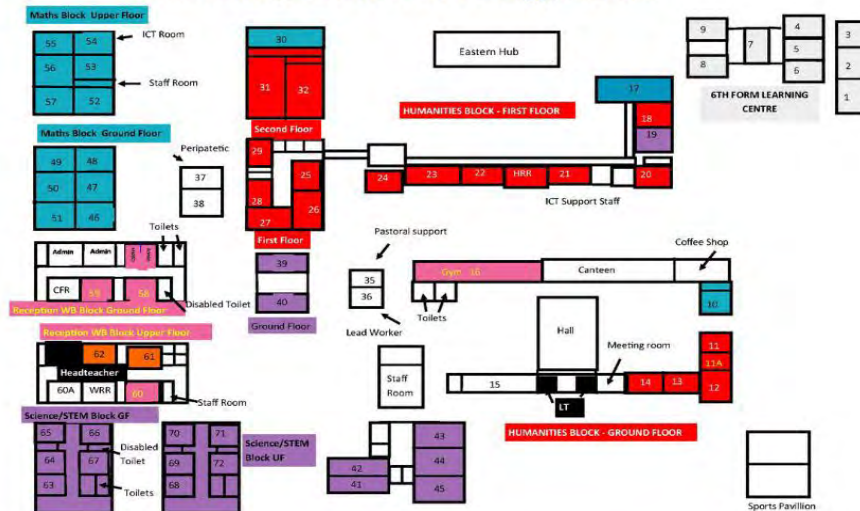 Maths Block Upper Floor
55
54
ICT Room
56
53
Staff Room
57
52
30
31
32
Second Floor
Eastern Hub
9
8
7
4
5
6
3
2
1
6TH FORM LEARNING
CENTRE
HUMANITIES BLOCK - FIRST FLOOR
17
18
19
Maths Block Ground Floor
49
48
50
47
51
46
Peripatetic
37
38
29
28
27
25
26
First Floor
24
23
22
HRR
21
20
ICT Support Staff
Toilets
Admin
Admin
CFR
59
58
Disabled Toilet
Reception WB Block Ground Floor
39
40
Ground Floor
Pastoral support
35
36
Lead Worker
Gym 16
Canteen
Coffee Shop
Toilets
10
Reception WB Block Upper Floor
62
61
Headteacher
60A
WRR
60
Staff Room
Staff
Room
Hall
Meeting room
15
LT
14
13
11
11A
12
HUMANITIES BLOCK - GROUND FLOOR
Science/STEM Block GF
65
66
64
67
63
Disabled
Toilet
Toilets
70
71
69
72
68
Science/STEM
Block UF
42
41
43
44
45
Sports Pavillion